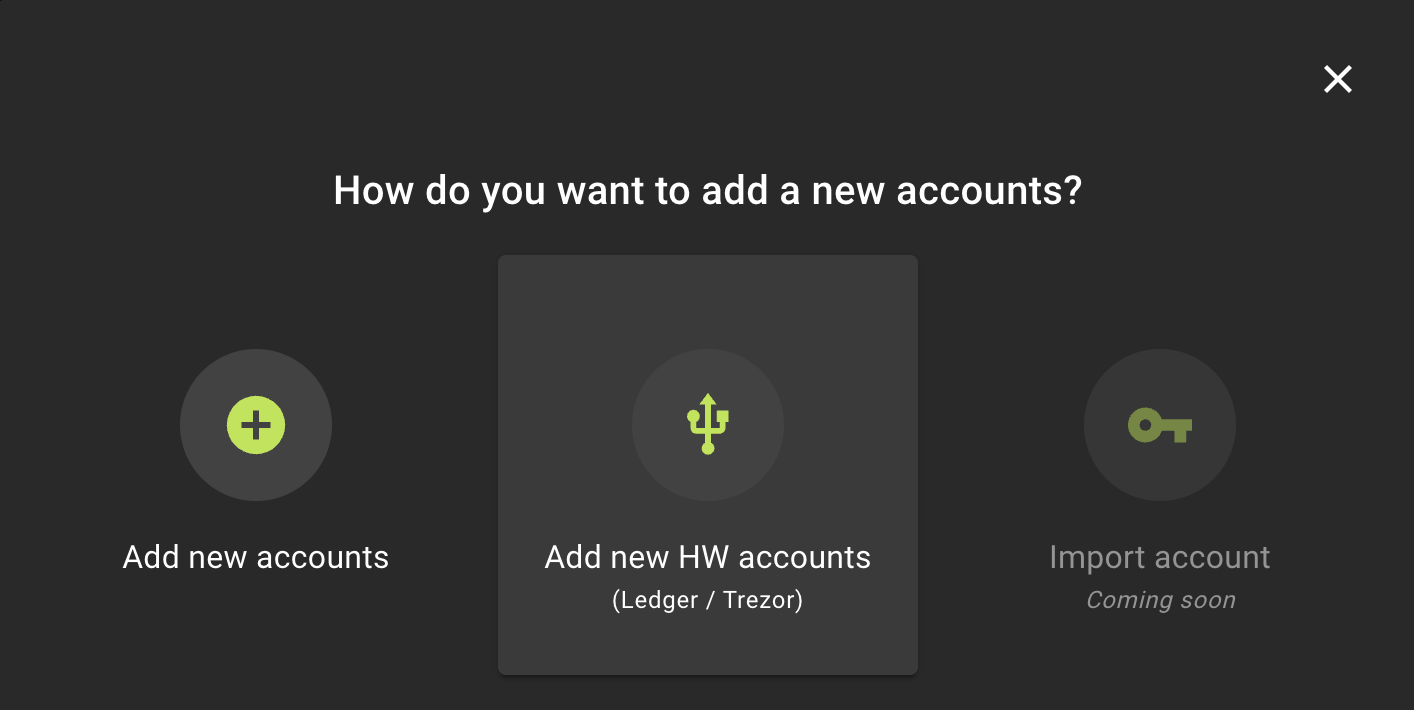 How do you want to add a new accounts?
Add new accounts
Add new HW accounts
(Ledger / Trezor)
Import account
Coming soon